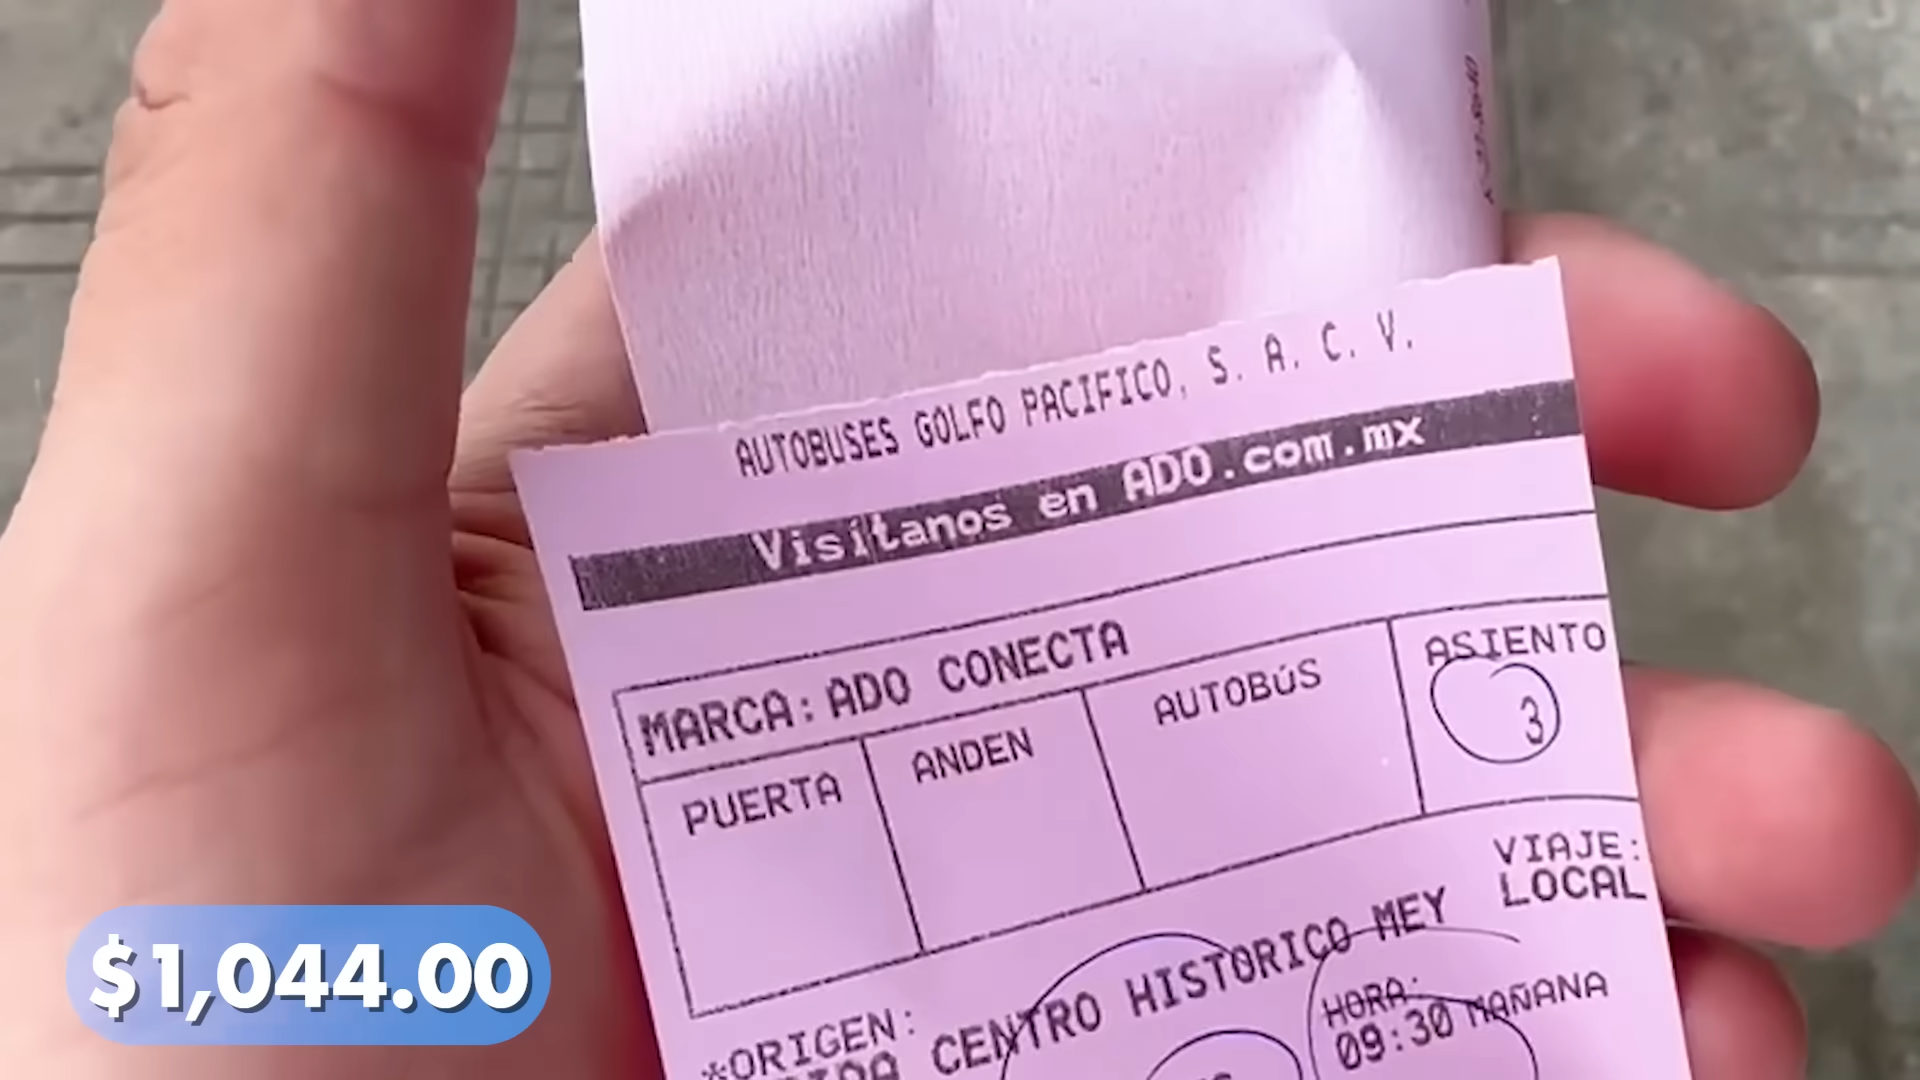 AUTOBUSES GOLFO PACIFICO, S. A. C. V.
Visítanos en ADO.com.mx
MARCA: ADO CONECTA
PUERTA ANDEN AUTOBÚS ASIENTO
3
VIAJE:
LOCAL
*ORIGEN:
CENTRO HISTORICO MEY
HORA:
09:30 MAÑANA
$1,044.00